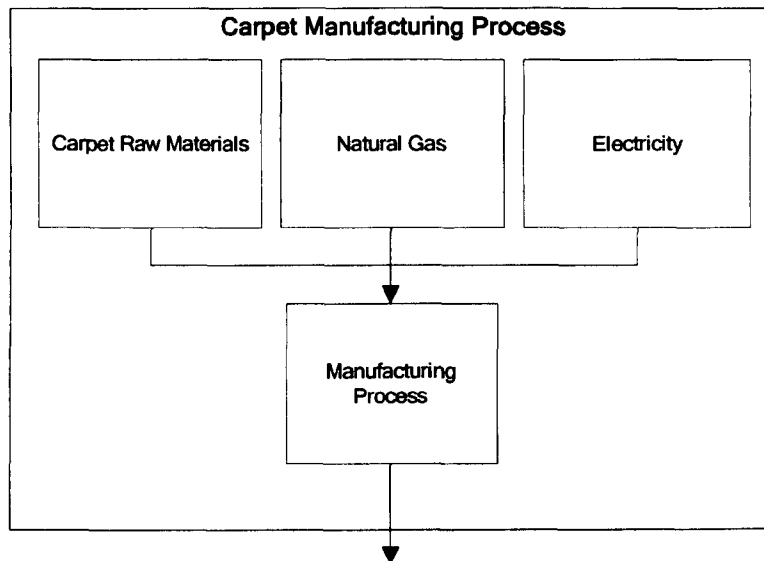 Carpet Manufacturing Process
Carpet Raw Materials
Natural Gas
Electricity
Manufacturing
Process